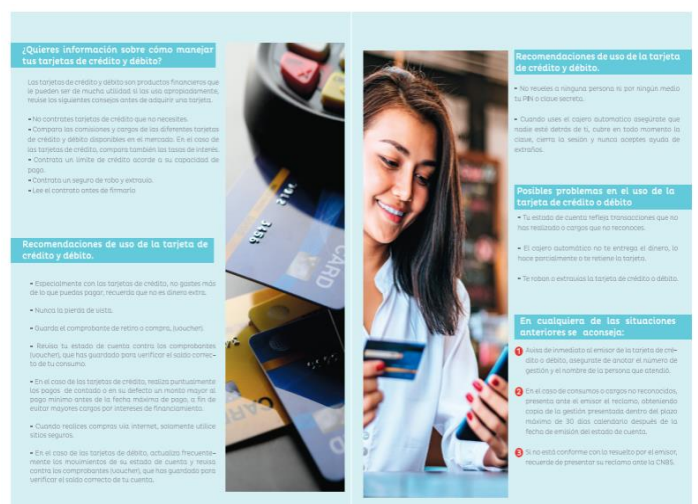 ¿Quieres información sobre cómo manejar
tus tarjetas de crédito y débito?
Las tarjetas de crédito y débito son productos financieros que
le pueden ser de mucha utilidad si las usa apropiadamente,
revise los siguientes consejos antes de adquirir una tarjeta.
- No contrates tarjetas de crédito que no necesites.
- Compara las comisiones y cargos de las diferentes tarjetas
de crédito y débito disponibles en el mercado. En el caso de
las tarjetas de crédito, compara también las tasas de interés.
- Contrata un límite de crédito acorde a su capacidad de
pago.
- Contrata un seguro de robo y extravío.
- Lee el contrato antes de firmarlo
Recomendaciones de uso de la tarjeta de
crédito y débito.
- Especialmente con las tarjetas de crédito, no gastes más
de lo que puedas pagar, recuerda que no es dinero extra.
- Nunca la pierda de vista.
- Guarda el comprobante de retiro o compra, (voucher).
- Revisa tu estado de cuenta contra los comprobantes
(voucher), que has guardado para verificar el saldo correc-
to de tu consumo.
- En el caso de las tarjetas de crédito, realiza puntualmente
los pagos de contado o en su defecto un monto mayor al
pago mínimo antes de la fecha máxima de pago, a fin de
evitar mayores cargos por intereses de financiamiento.
- Cuando realices compras vía internet, solamente utilice
sitios seguros.
- En el caso de las tarjetas de débito, actualiza frecuente-
mente los movimientos de su estado de cuenta y revisa
contra los comprobantes (voucher), que has guardado para
verificar el saldo correcto de tu cuenta.
CARD
CARD
Recomendaciones de uso de la tarjeta
de crédito y débito.
- No reveles a ninguna persona ni por ningún medio
tu PIN o clave secreta.
- Cuando uses el cajero automático asegúrate que
nadie esté detrás de ti, cubre en todo momento la
clave, cierra la sesión y nunca aceptes ayuda de
extraños.
Posibles problemas en el uso de la
tarjeta de crédito o débito
- Tu estado de cuenta refleja transacciones que no
has realizado o cargos que no reconoces.
- El cajero automático no te entrega el dinero, lo
hace parcialmente o te retiene la tarjeta.
- Te roban o extravías la tarjeta de crédito o débito.
En cualquiera de las situaciones
anteriores se aconseja:
1 Avisa de inmediato al emisor de la tarjeta de cré-
dito o débito, asegúrate de anotar el número de
gestión y el nombre de la persona que atendió.
2 En el caso de consumos o cargos no reconocidos,
presenta ante el emisor el reclamo, obteniendo
copia de la gestión presentada dentro del plazo
máximo de 30 días calendario después de la
fecha de emisión del estado de cuenta.
3 Si no está conforme con lo resuelto por el emisor,
recuerde de presentar su reclamo ante la CNBS.